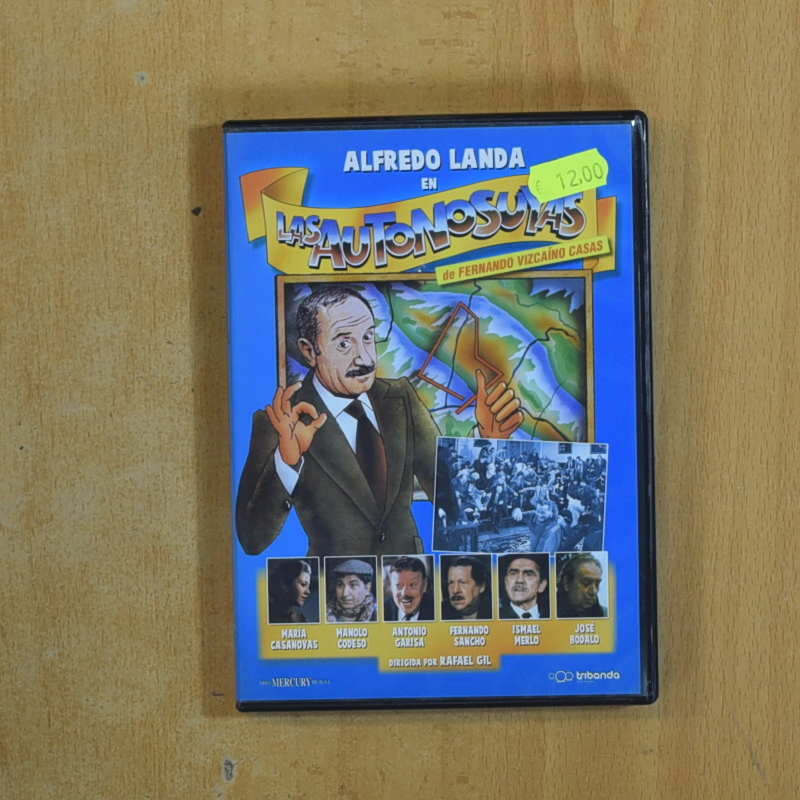 ALFREDO LANDA
EN
€ 12,00
LAS AUTONOSUYAS
de FERNANDO VIZCAÍNO CASAS
MARÍA CASANOVAS
MANOLO CODESO
ANTONIO GARISA
FERNANDO SANCHO
ISMAEL MERLO
JOSÉ BODALO
DIRIGIDA POR RAFAEL GIL
MERCURY
tribanda